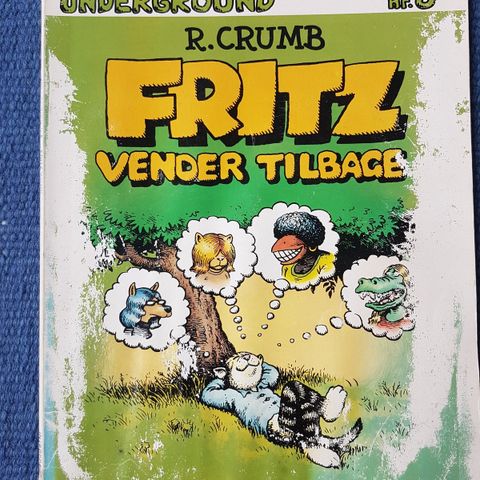 UNDERGROUND
R. CRUMB
FRITZ
VENDER TILBAGE